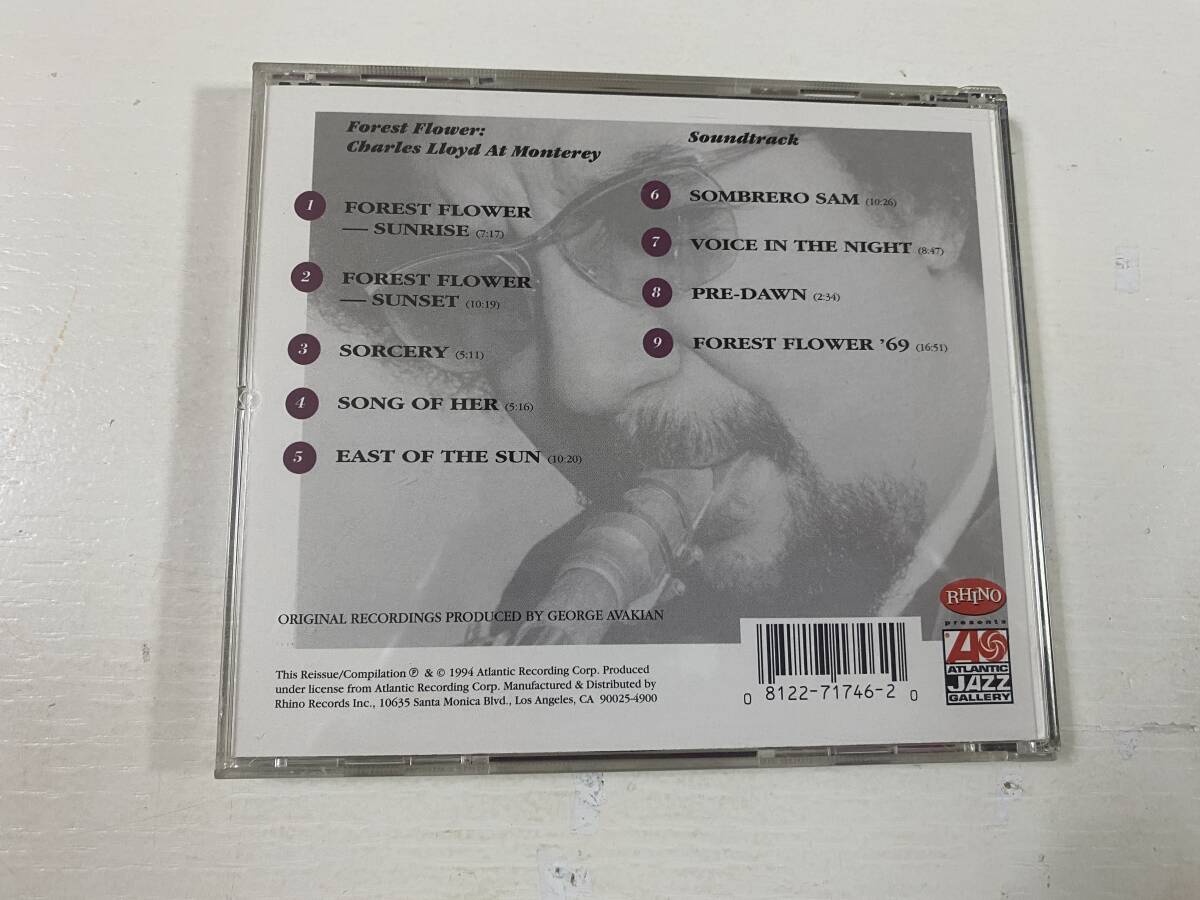 Forest Flower:
Charles Lloyd At Monterey
1 FOREST FLOWER
— SUNRISE (7:17)
2 FOREST FLOWER
— SUNSET (10:19)
3 SORCERY (5:11)
4 SONG OF HER (5:16)
5 EAST OF THE SUN (10:20)
Soundtrack
6 SOMBRERO SAM (10:26)
7 VOICE IN THE NIGHT (8:47)
8 PRE-DAWN (2:34)
9 FOREST FLOWER ’69 (16:51)
ORIGINAL RECORDINGS PRODUCED BY GEORGE AVAKIAN
This Reissue/Compilation ℗ & © 1994 Atlantic Recording Corp. Produced
under license from Atlantic Recording Corp. Manufactured & Distributed by
Rhino Records Inc., 10635 Santa Monica Blvd., Los Angeles, CA 90025-4900
0 8122-71746-2 0
RHINO
presents
ATLANTIC
JAZZ
GALLERY